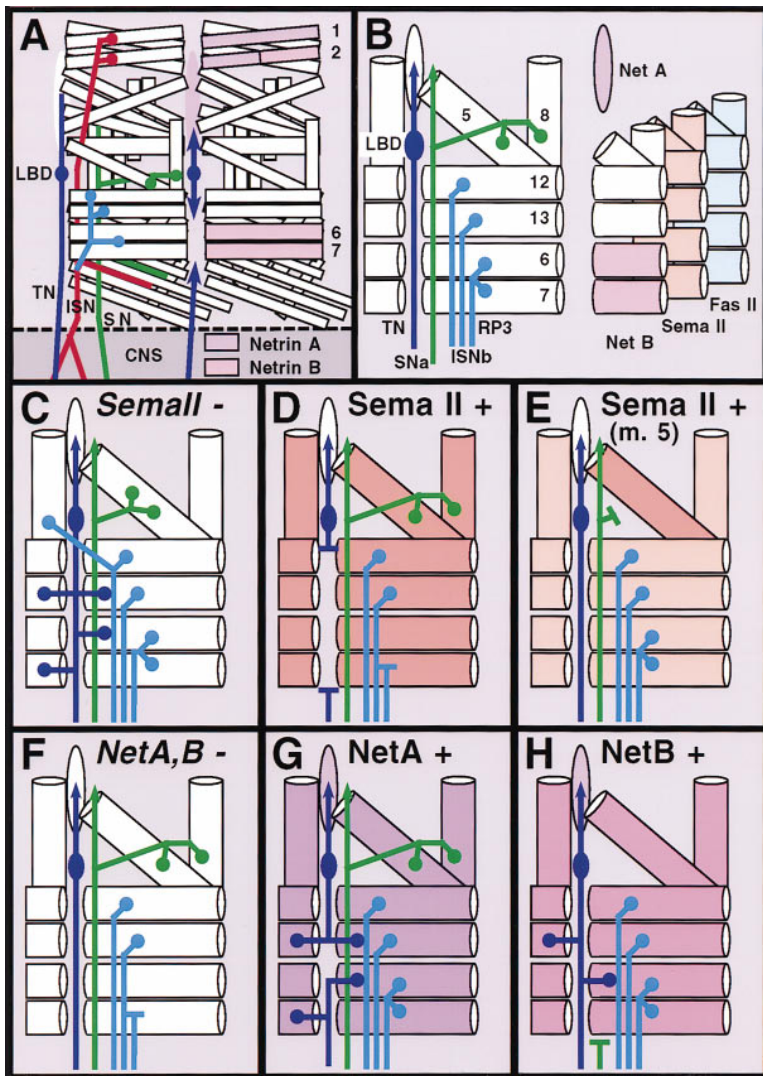 A
1
2
LBD
6
7
TN
ISN
SN
CNS
Netrin A
Netrin B
B
Net A
5
8
LBD
12
13
6
7
TN
RP3
SNa
ISNb
Fas II
Sema II
Net B
C SemaII -
D Sema II +
E Sema II +
(m. 5)
F NetA,B -
G NetA +
H NetB +